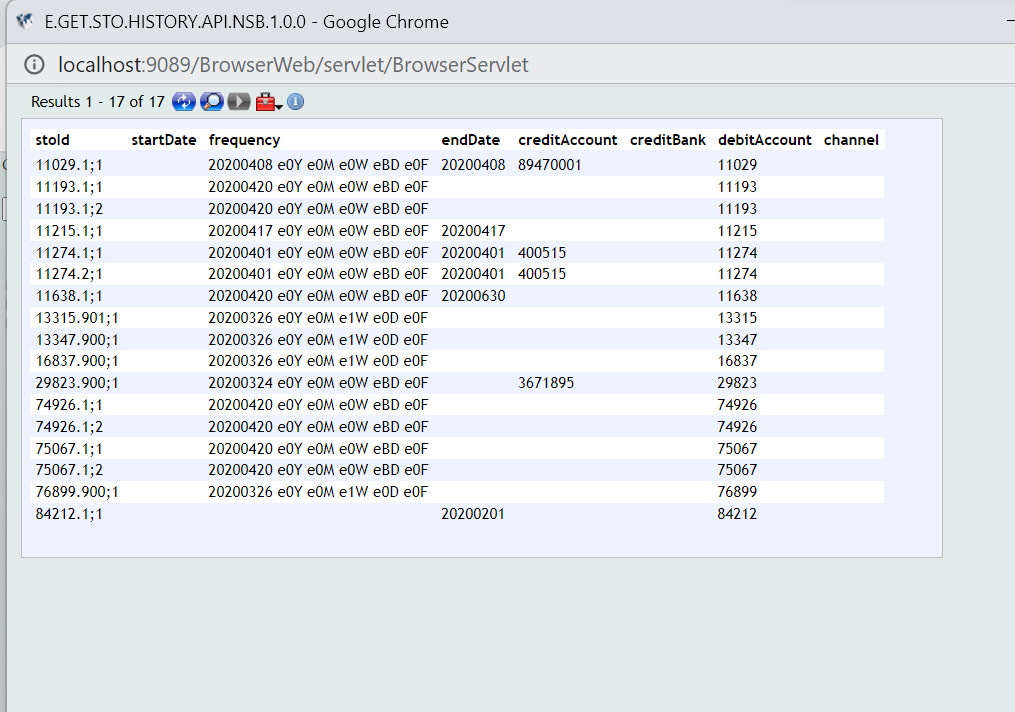 E.GET.STO.HISTORY.API.NSB.1.0.0 - Google Chrome
localhost:9089/BrowserWeb/servlet/BrowserServlet
Results 1 - 17 of 17
stoId startDate frequency endDate creditAccount creditBank debitAccount channel
11029.1;1 20200408 e0Y e0M e0W eBD e0F 20200408 89470001 11029
11193.1;1 20200420 e0Y e0M e0W eBD e0F 11193
11193.1;2 20200420 e0Y e0M e0W eBD e0F 11193
11215.1;1 20200417 e0Y e0M e0W eBD e0F 20200417 11215
11274.1;1 20200401 e0Y e0M e0W eBD e0F 20200401 400515 11274
11274.2;1 20200401 e0Y e0M e0W eBD e0F 20200401 400515 11274
11638.1;1 20200420 e0Y e0M e0W eBD e0F 20200630 11638
13315.901;1 20200326 e0Y e0M e1W e0D e0F 13315
13347.900;1 20200326 e0Y e0M e1W e0D e0F 13347
16837.900;1 20200326 e0Y e0M e1W e0D e0F 16837
29823.900;1 20200324 e0Y e0M e0W eBD e0F 3671895 29823
74926.1;1 20200420 e0Y e0M e0W eBD e0F 74926
74926.1;2 20200420 e0Y e0M e0W eBD e0F 74926
75067.1;1 20200420 e0Y e0M e0W eBD e0F 75067
75067.1;2 20200420 e0Y e0M e0W eBD e0F 75067
76899.900;1 20200326 e0Y e0M e1W e0D e0F 76899
84212.1;1 20200201 84212